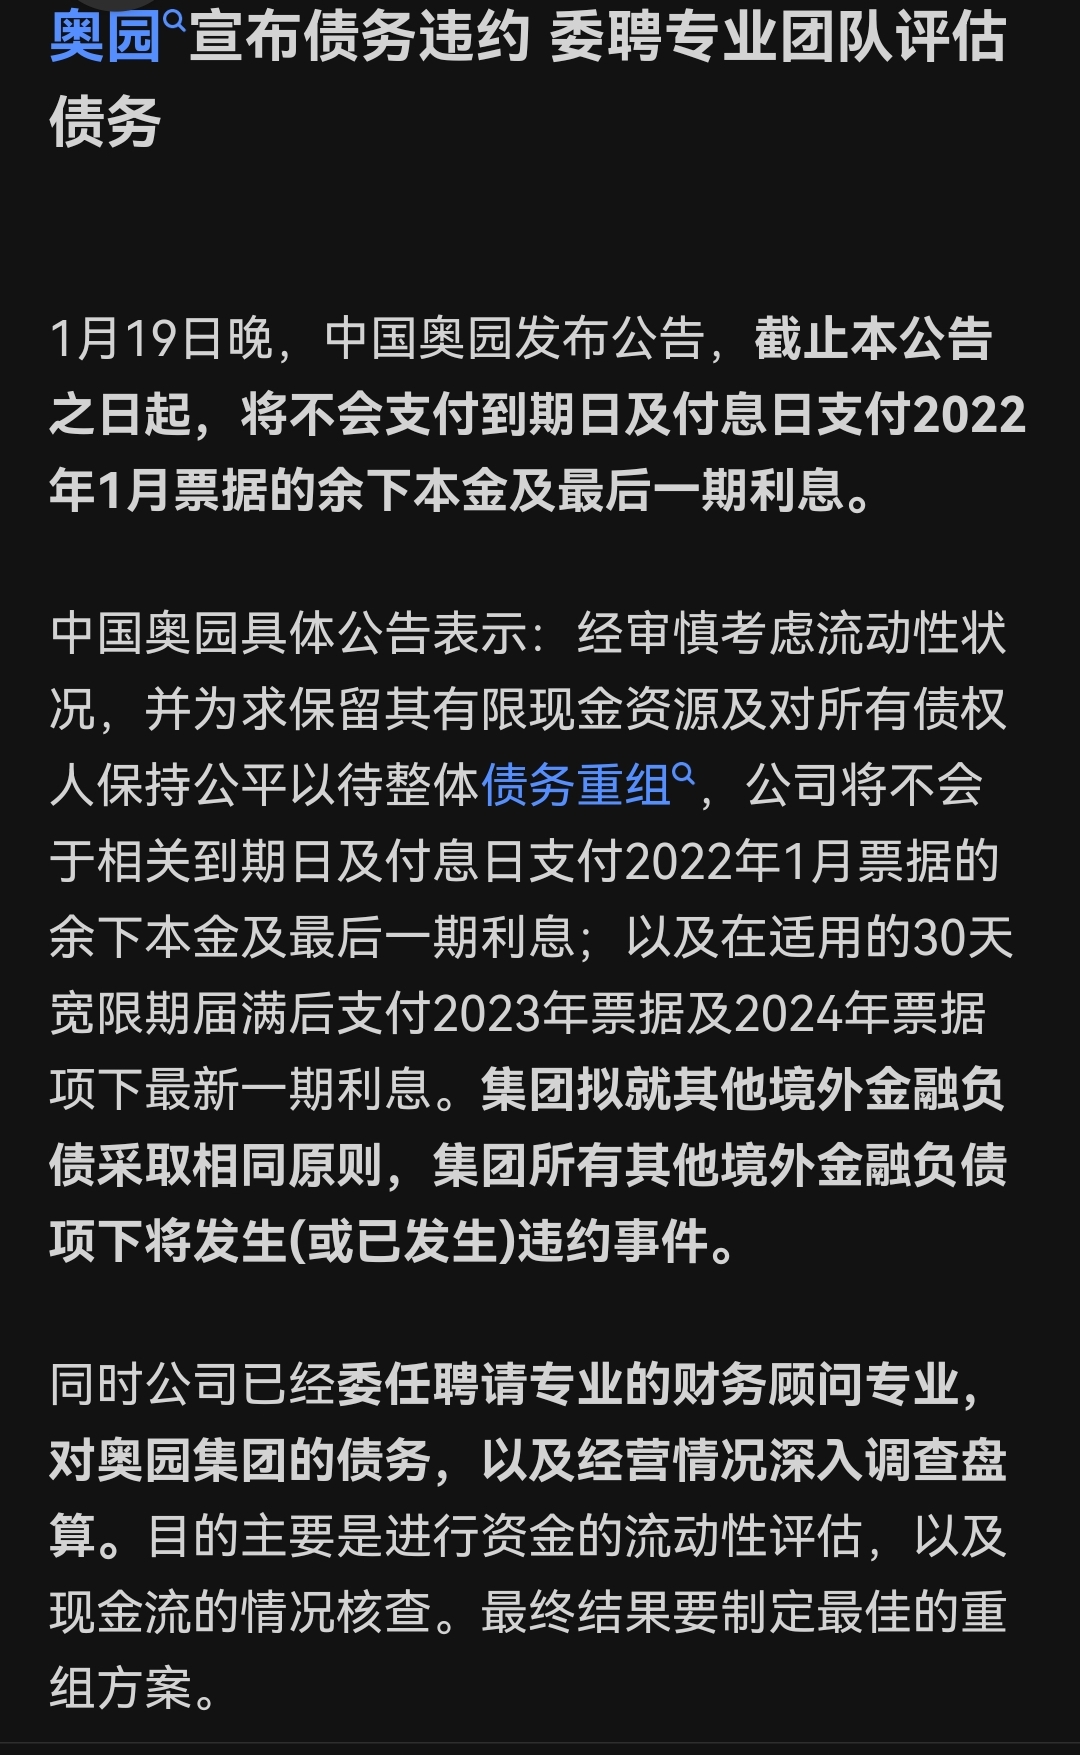 奥园宣布债务违约 委聘专业团队评估
债务
1月19日晚，中国奥园发布公告，截止本公告
之日起，将不会支付到期日及付息日支付2022
年1月票据的余下本金及最后一期利息。
中国奥园具体公告表示：经审慎考虑流动性状
况，并为求保留其有限现金资源及对所有债权
人保持公平以待整体债务重组，公司将不会
于相关到期日及付息日支付2022年1月票据的
余下本金及最后一期利息；以及在适用的30天
宽限期届满后支付2023年票据及2024年票据
项下最新一期利息。集团拟就其他境外金融负
债采取相同原则，集团所有其他境外金融负债
项下将发生(或已发生)违约事件。
同时公司已经委任聘请专业的财务顾问专业，
对奥园集团的债务，以及经营情况深入调查盘
算。目的主要是进行资金的流动性评估，以及
现金流的情况核查。最终结果要制定最佳的重
组方案。